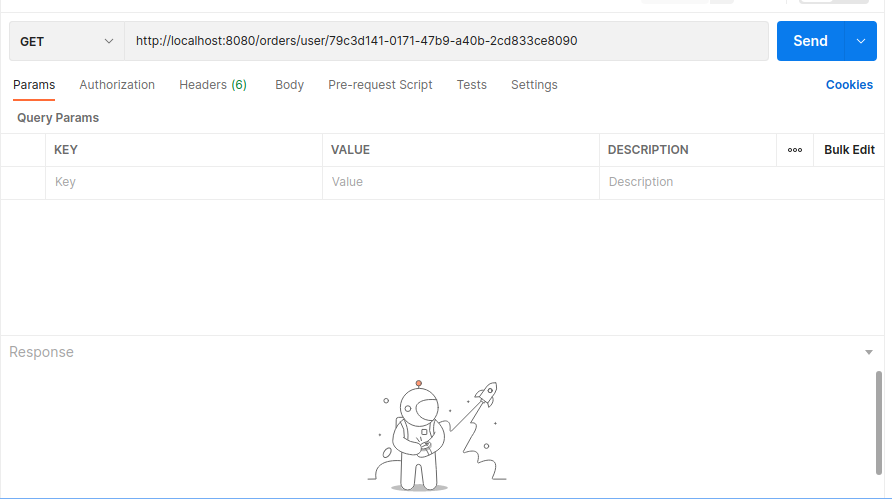 GET http://localhost:8080/orders/user/79c3d141-0171-47b9-a40b-2cd833ce8090 Send
Params Authorization Headers (6) Body Pre-request Script Tests Settings Cookies
Query Params
KEY VALUE DESCRIPTION ooo Bulk Edit
Key Value Description
Response